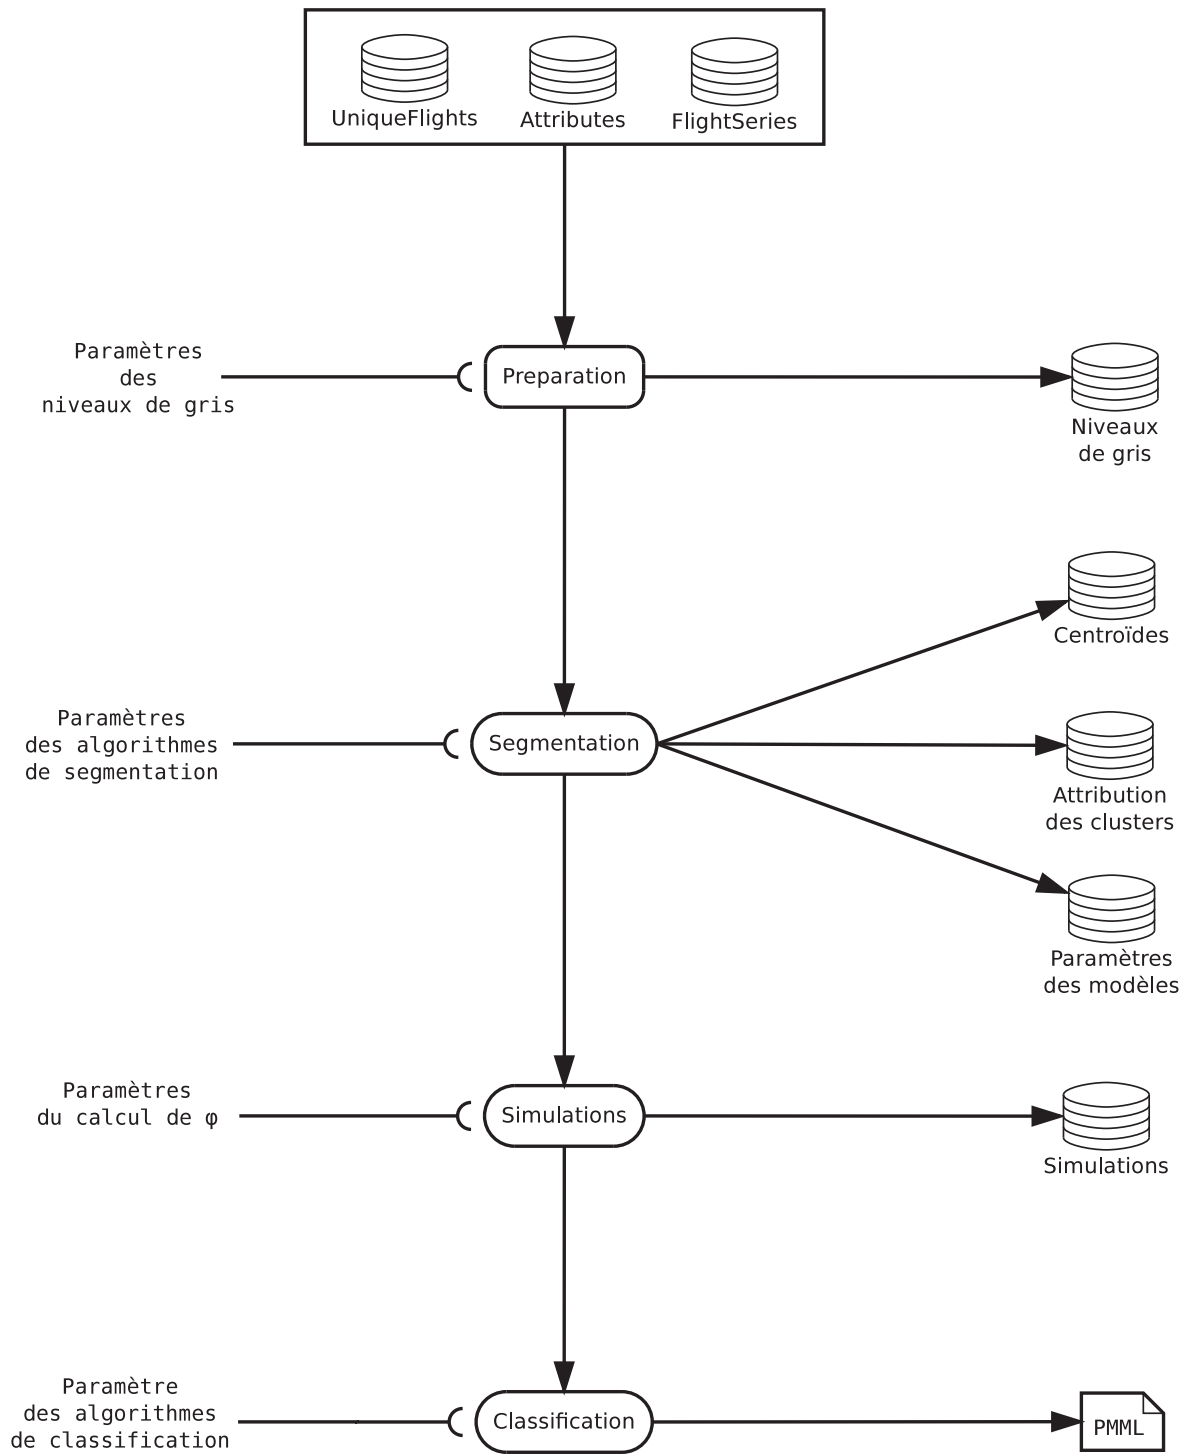 UniqueFlights
Attributes
FlightSeries
Paramètres
des
niveaux de gris
Preparation
Niveaux
de gris
Centroïdes
Paramètres
des algorithmes
de segmentation
Segmentation
Attribution
des clusters
Paramètres
des modèles
Paramètres
du calcul de φ
Simulations
Simulations
Paramètre
des algorithmes
de classification
Classification
PMML